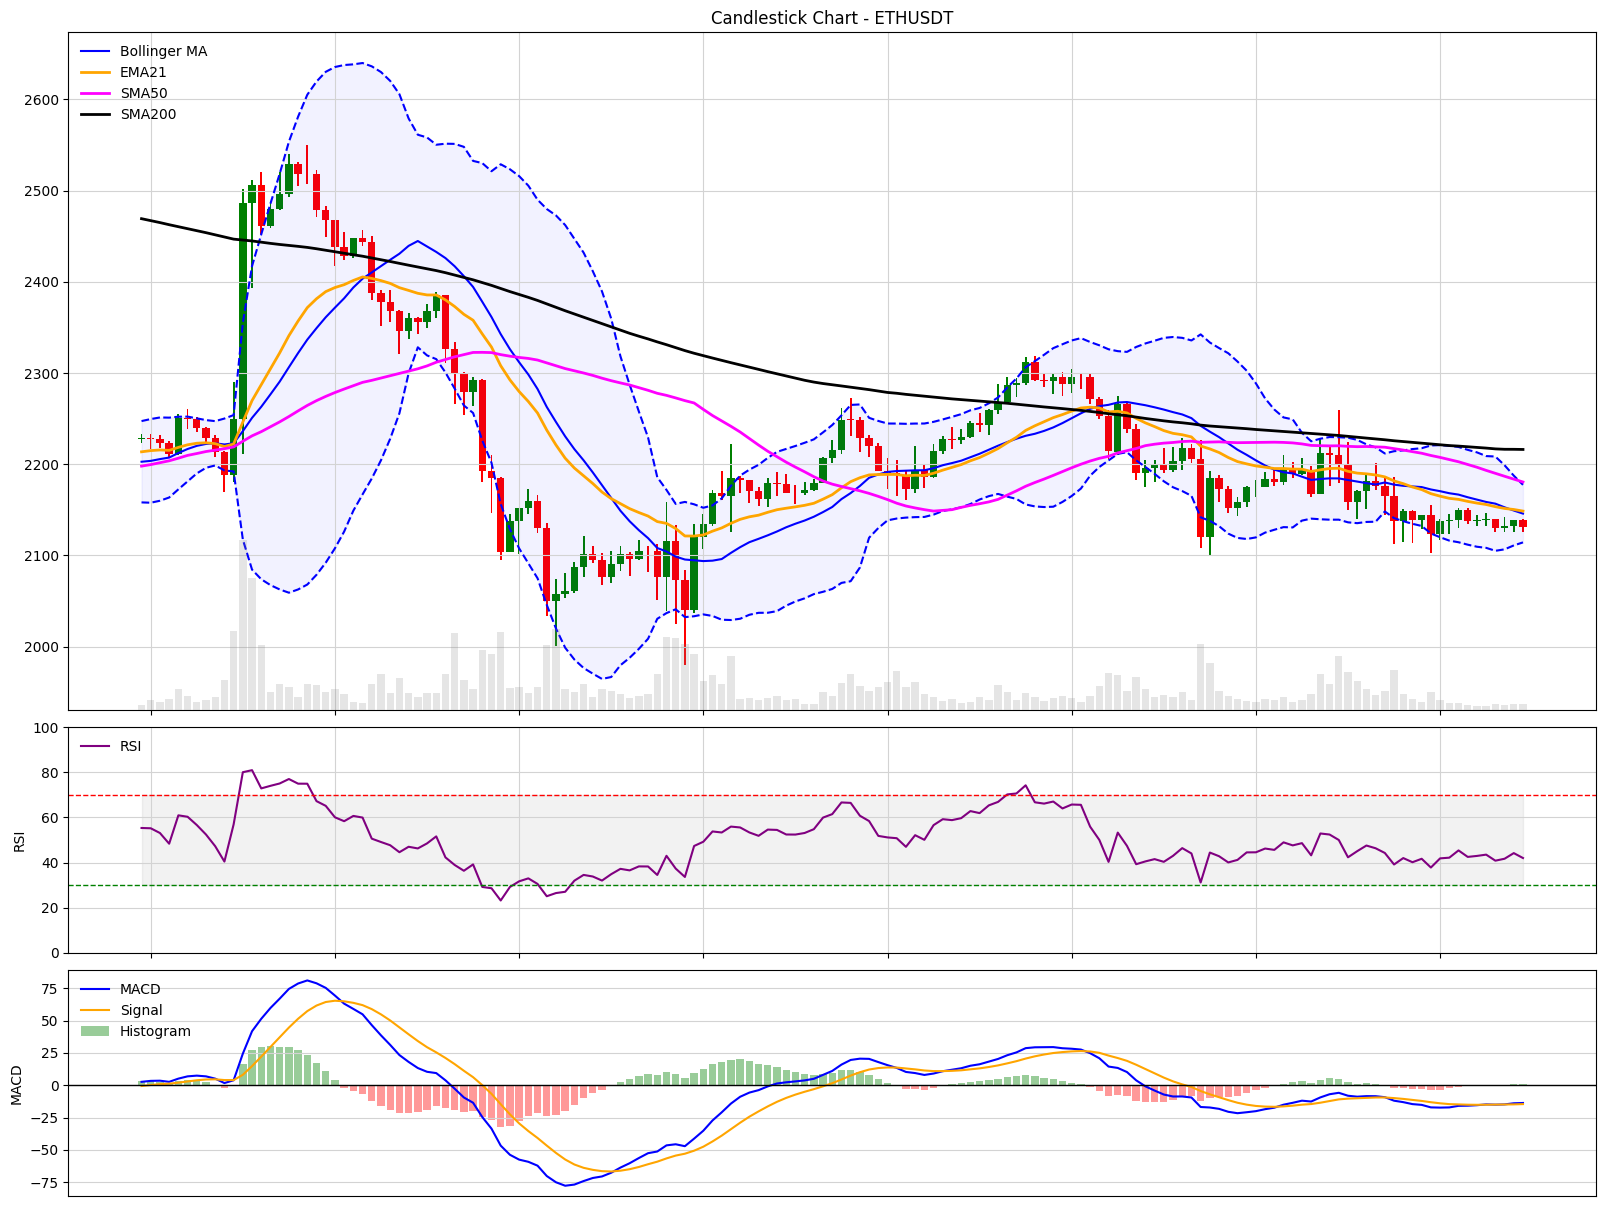 Candlestick Chart - ETHUSDT
Bollinger MA
EMA21
SMA50
SMA200
2600
2500
2400
2300
2200
2100
2000
RSI
100
80
60
40
20
0
RSI
MACD
Signal
Histogram
75
50
25
0
−25
−50
−75
MACD